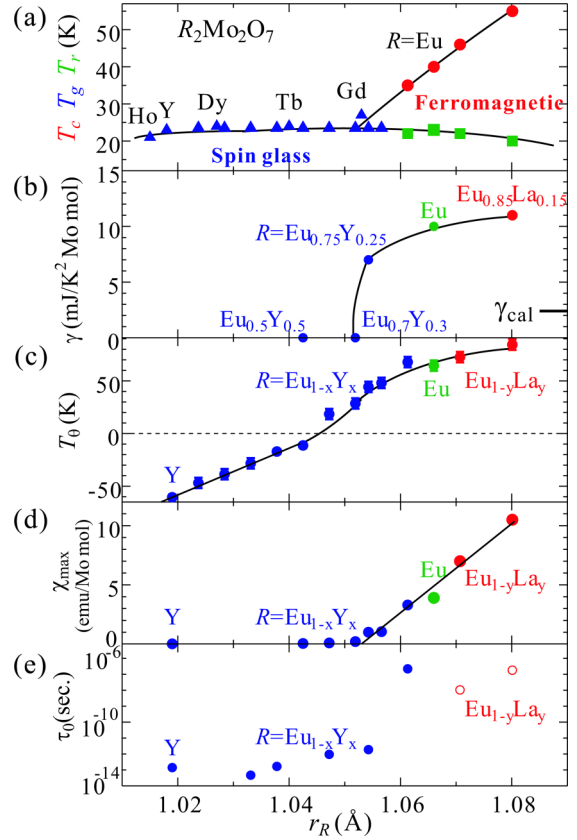 (a)
R2Mo2O7
R=Eu
Ho Y Dy Tb Gd
Ferromagnetic
Spin glass
Tc Tg Tr (K)
50
40
30
20
(b)
Eu0.85La0.15
Eu
R=Eu0.75Y0.25
Eu0.5Y0.5
Eu0.7Y0.3
γcal
γ (mJ/K2 Mo mol)
15
10
5
0
(c)
R=Eu1-xYx
Eu
Eu1-yLay
Y
Tθ (K)
50
0
-50
(d)
Eu
Eu1-yLay
Y
R=Eu1-xYx
χmax
(emu/Mo mol)
10
5
0
(e)
Eu1-yLay
Y
R=Eu1-xYx
τ0(sec.)
10-6
10-10
10-14
1.02 1.04 1.06 1.08
rR (Å)